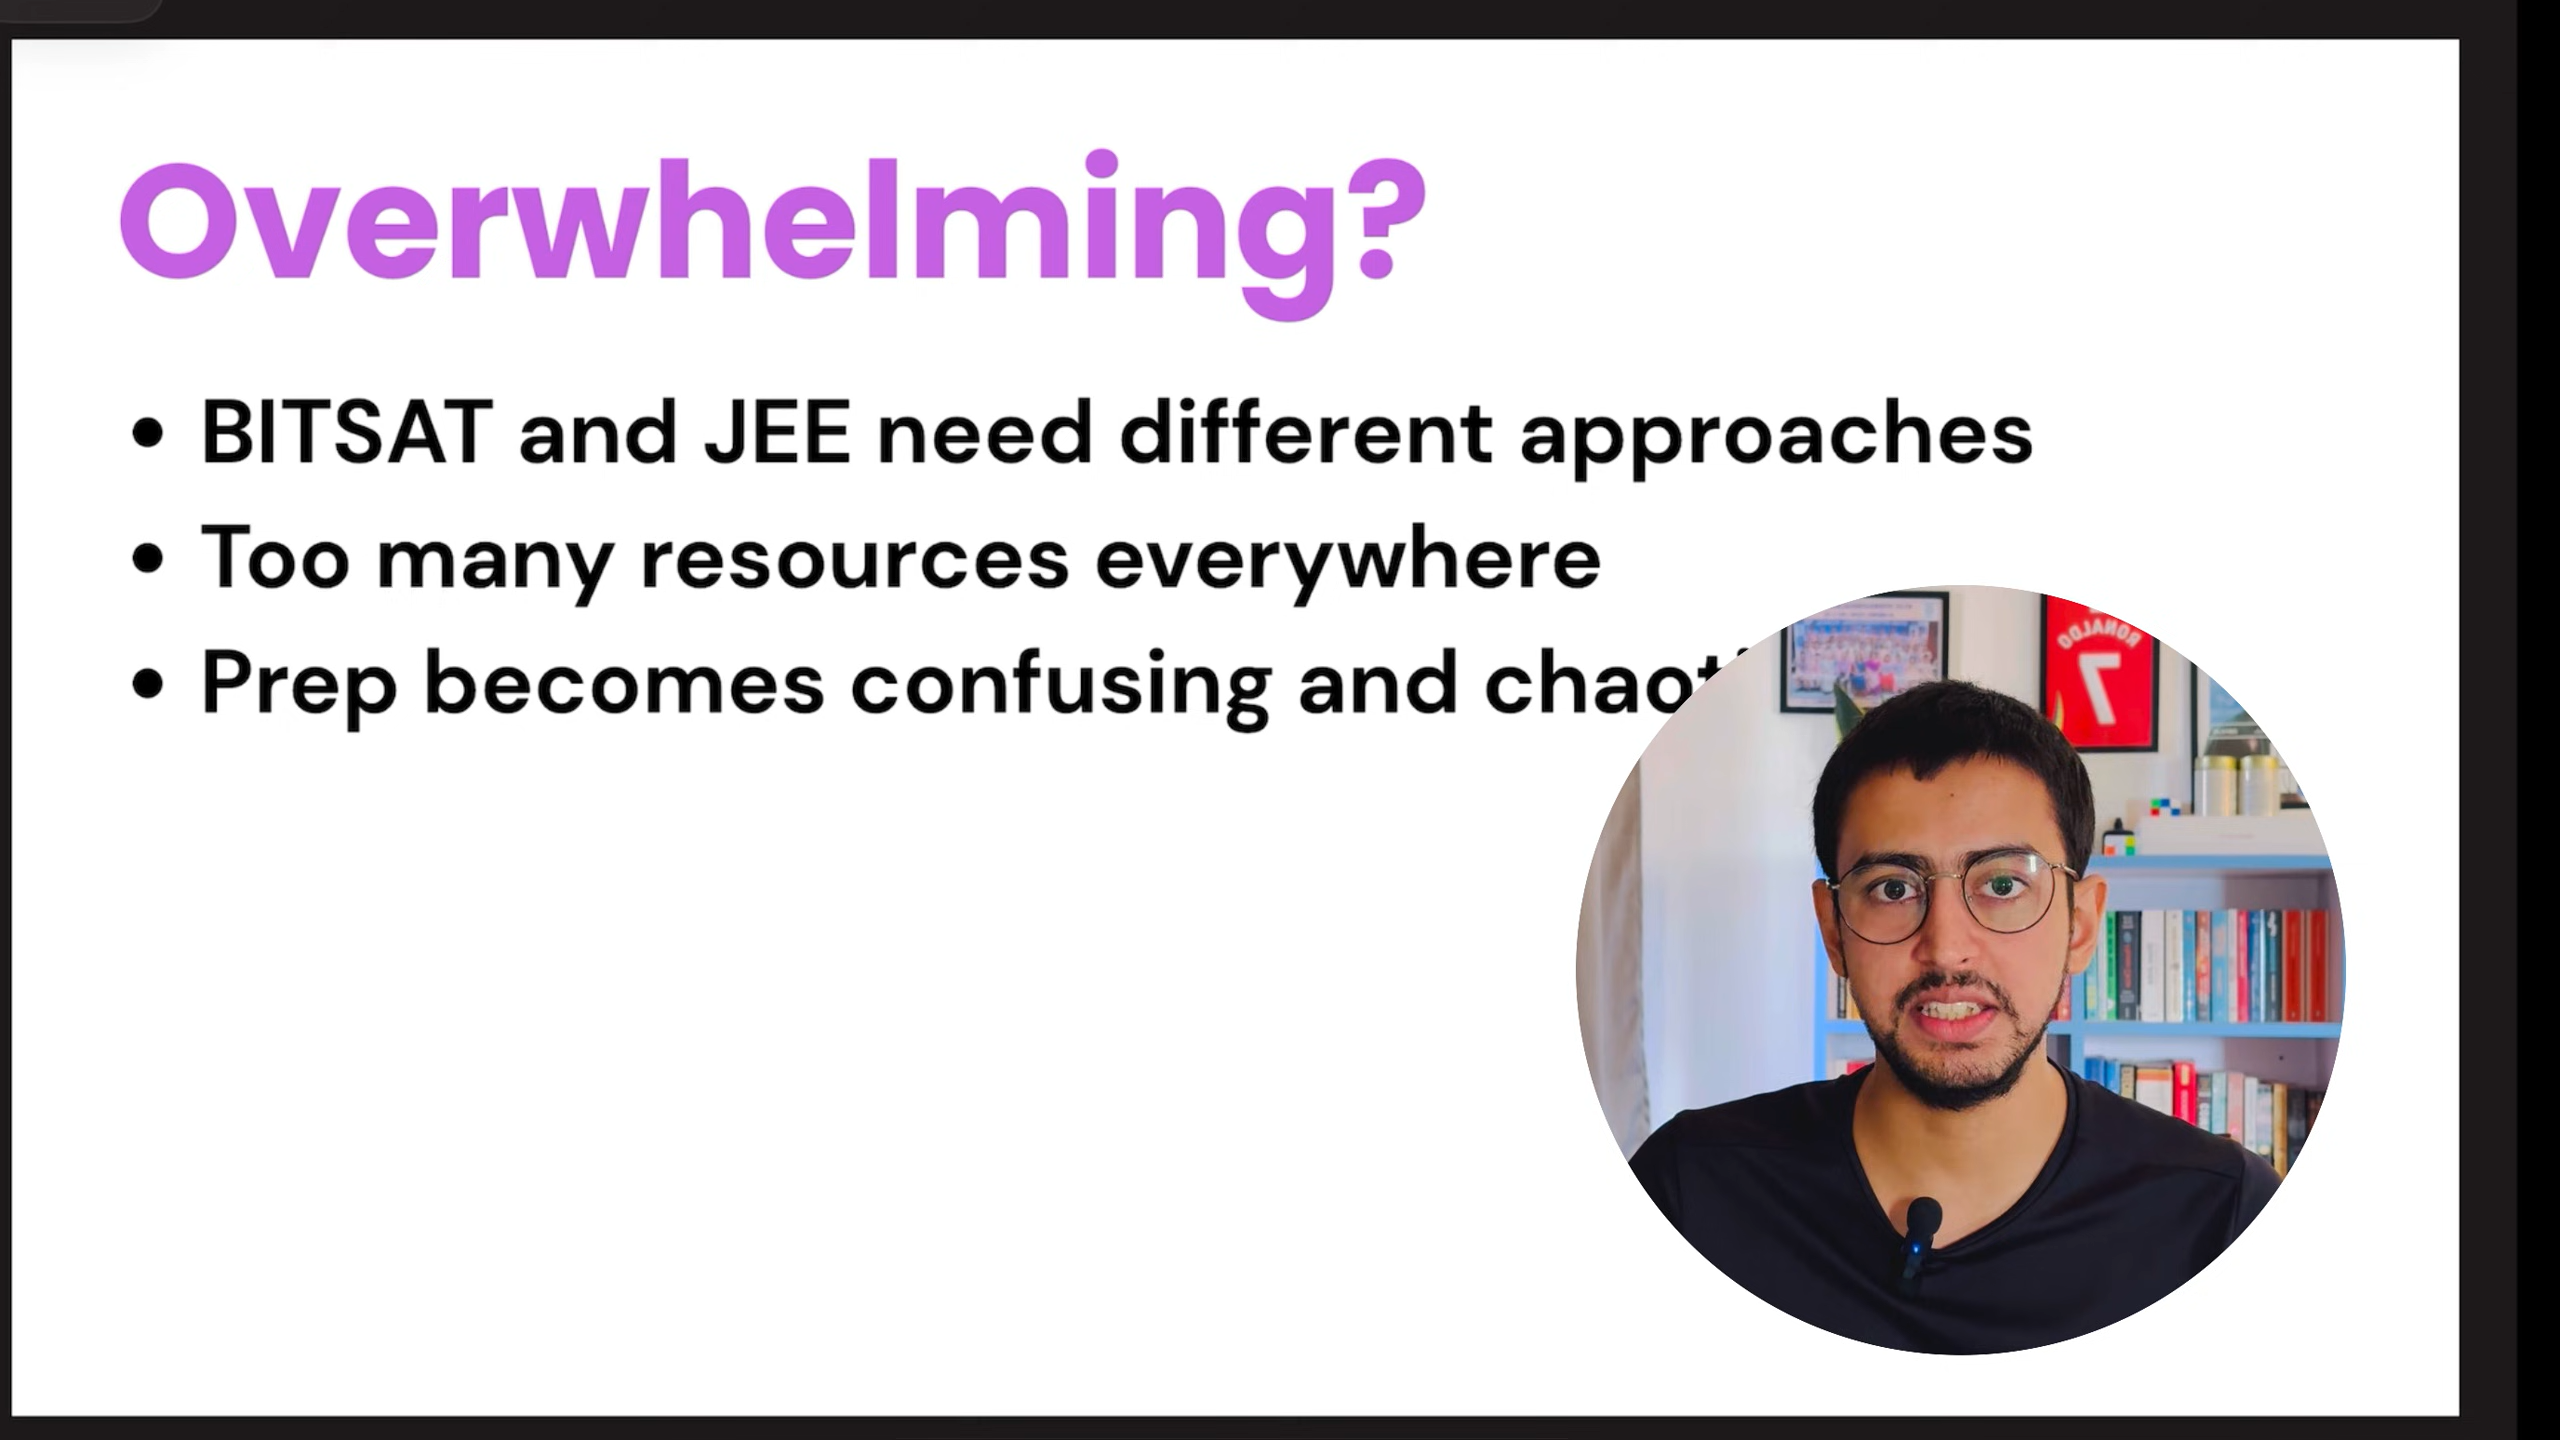 Overwhelming?
• BITSAT and JEE need different approaches
• Too many resources everywhere
• Prep becomes confusing and
RONALDO
7